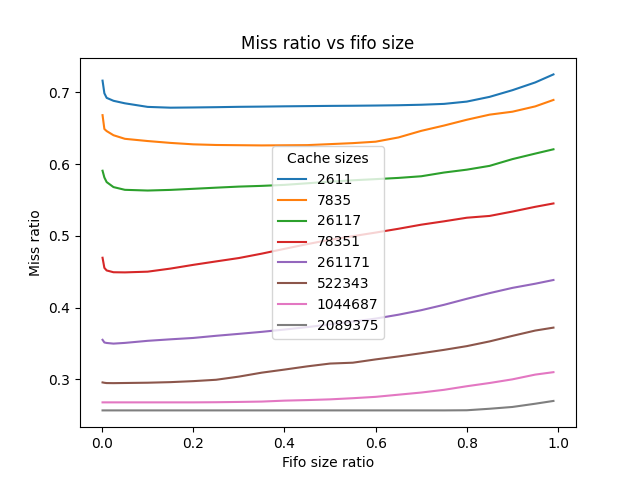 Miss ratio vs fifo size
Miss ratio
0.7
0.6
0.5
0.4
0.3
Cache sizes
2611
7835
26117
78351
261171
522343
1044687
2089375
0.0 0.2 0.4 0.6 0.8 1.0
Fifo size ratio